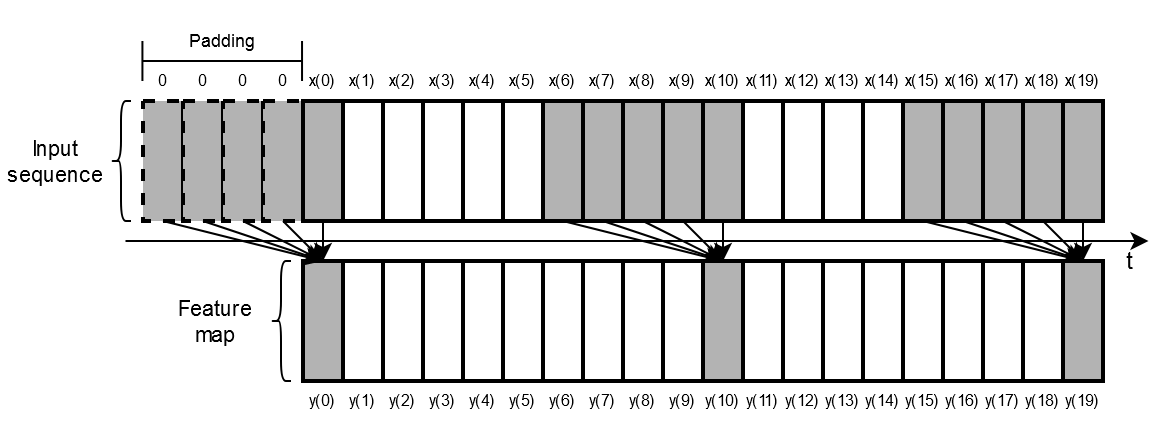 Padding
0 0 0 0 x(0) x(1) x(2) x(3) x(4) x(5) x(6) x(7) x(8) x(9) x(10) x(11) x(12) x(13) x(14) x(15) x(16) x(17) x(18) x(19)
Input
sequence
t
Feature
map
y(0) y(1) y(2) y(3) y(4) y(5) y(6) y(7) y(8) y(9) y(10) y(11) y(12) y(13) y(14) y(15) y(16) y(17) y(18) y(19)